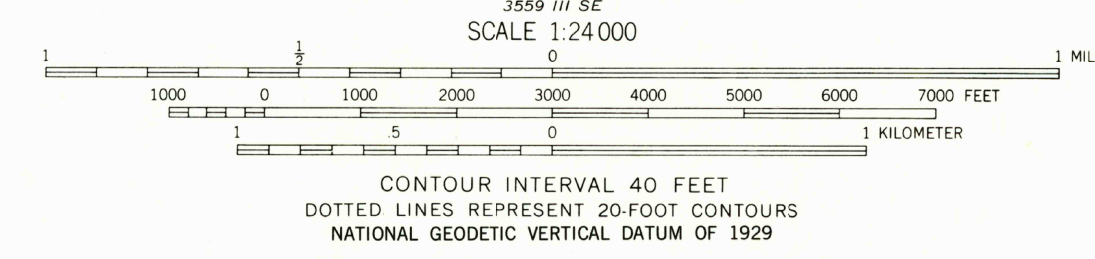 3559 III SE
SCALE 1:24 000
1 ½ 0 1 MIL
1000 0 1000 2000 3000 4000 5000 6000 7000 FEET
1 .5 0 1 KILOMETER
CONTOUR INTERVAL 40 FEET
DOTTED LINES REPRESENT 20-FOOT CONTOURS
NATIONAL GEODETIC VERTICAL DATUM OF 1929